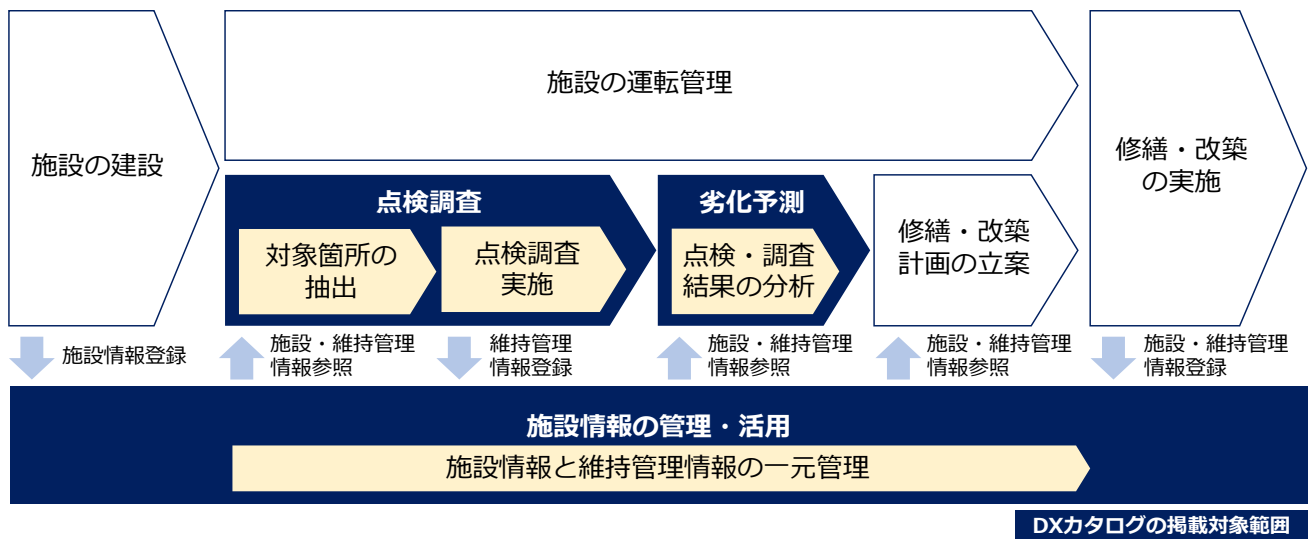 施設の建設
施設の運転管理
修繕・改築
の実施
点検調査
対象箇所の
抽出
点検調査
実施
劣化予測
点検・調査
結果の分析
修繕・改築
計画の立案
施設情報登録
施設・維持管理
情報参照
維持管理
情報登録
施設・維持管理
情報参照
施設・維持管理
情報参照
施設・維持管理
情報登録
施設情報の管理・活用
施設情報と維持管理情報の一元管理
DXカタログの掲載対象範囲